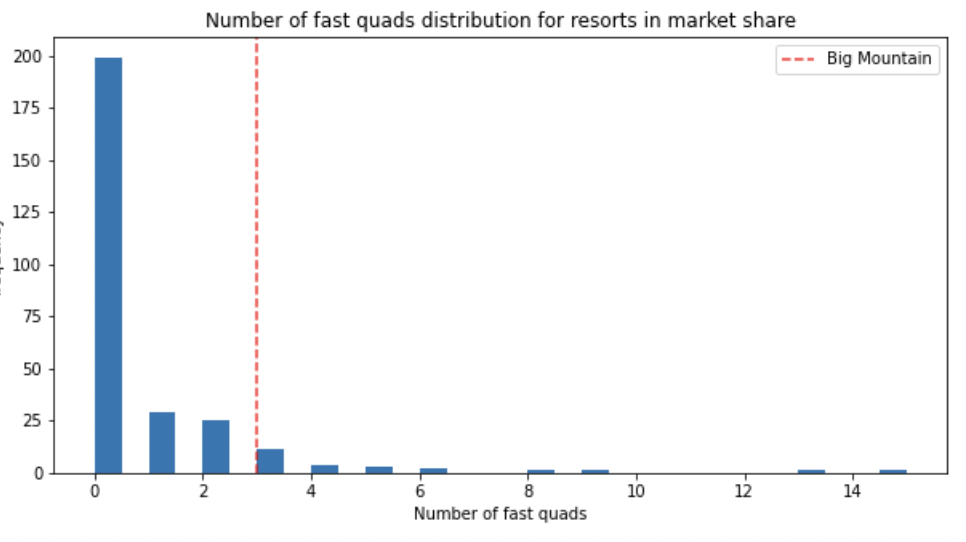 Number of fast quads distribution for resorts in market share
Big Mountain
200
175
150
125
100
75
50
25
0
0 2 4 6 8 10 12 14
Number of fast quads